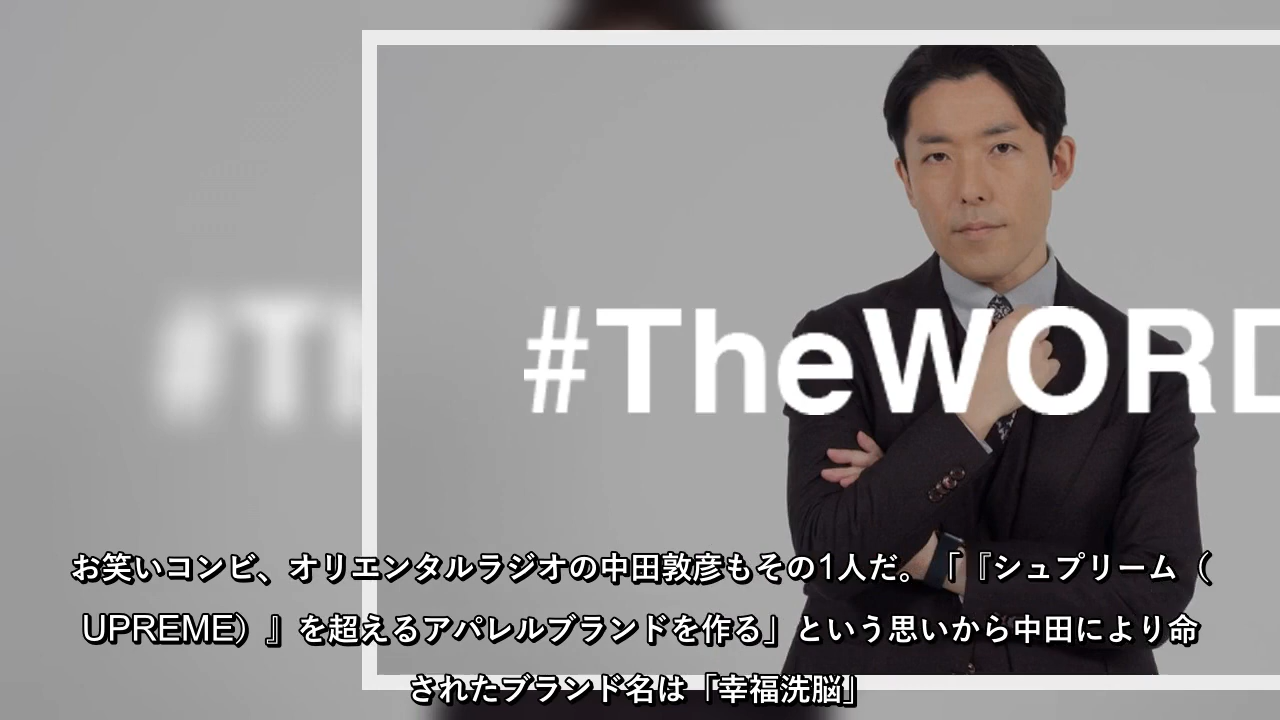 #TheWORD
お笑いコンビ、オリエンタルラジオの中田敦彦もその1人だ。「『シュプリーム（
UPREME）』を超えるアパレルブランドを作る」という思いから中田により命
されたブランド名は「幸福洗脳」